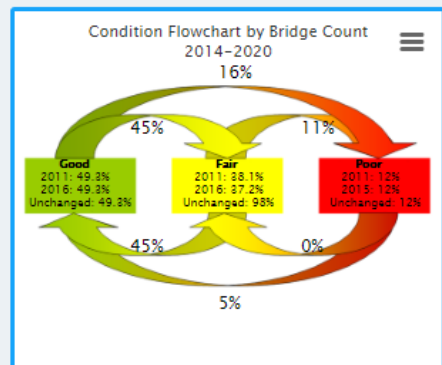 Condition Flowchart by Bridge Count
2014-2020
16%
45%
11%
Good
2011: 49.3%
2016: 49.3%
Unchanged: 49.3%
Fair
2011: 38.1%
2016: 37.2%
Unchanged: 98%
Poor
2011: 12%
2015: 12%
Unchanged: 12%
45%
0%
5%